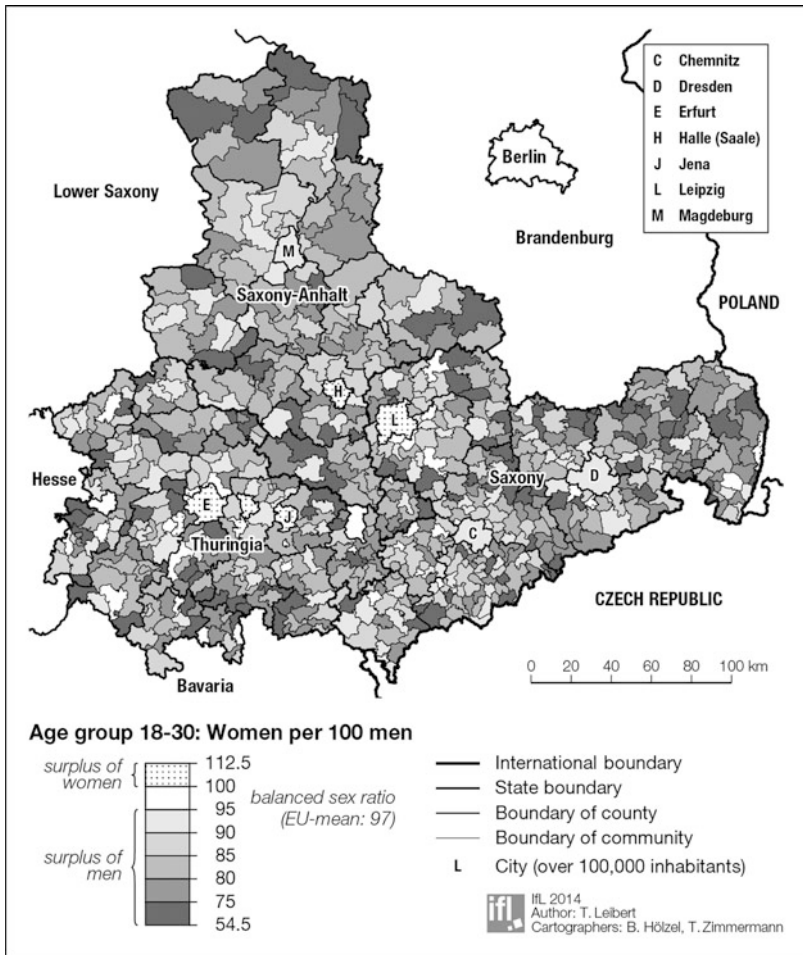 C Chemnitz
D Dresden
E Erfurt
H Halle (Saale)
J Jena
L Leipzig
M Magdeburg
Berlin
Lower Saxony
Brandenburg
M
Saxony-Anhalt
POLAND
H
L
Hesse
Saxony
D
E
J
C
Thuringia
CZECH REPUBLIC
0 20 40 60 80 100 km
Bavaria
Age group 18-30: Women per 100 men
surplus of
women
112.5
100
95
90
85
80
75
54.5
balanced sex ratio
(EU-mean: 97)
surplus of
men
International boundary
State boundary
Boundary of county
Boundary of community
L City (over 100,000 inhabitants)
ifl
IfL 2014
Author: T. Leibert
Cartographers: B. Hölzel, T. Zimmermann